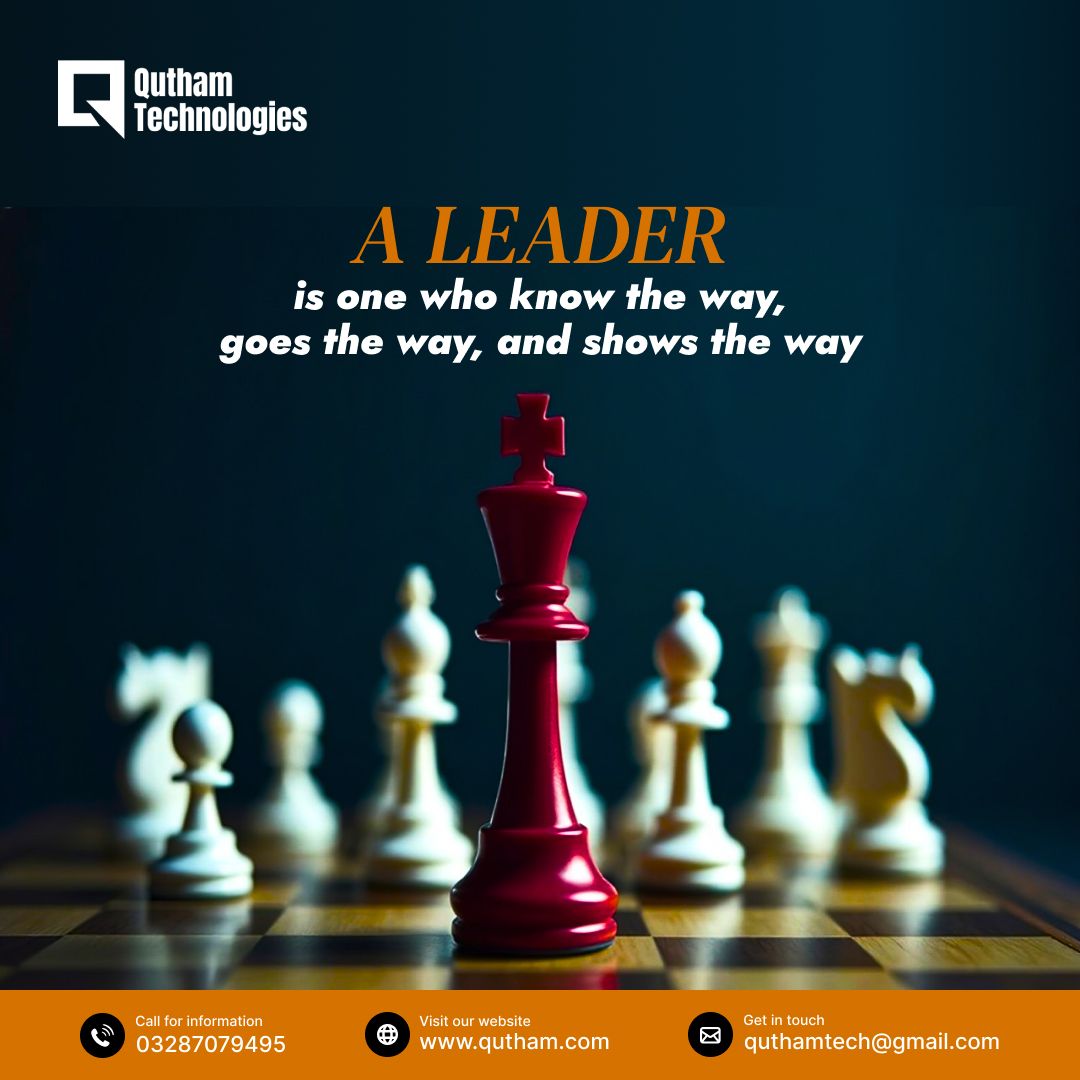 Qutham
Technologies
A LEADER
is one who know the way,
goes the way, and shows the way
Call for information
03287079495
Visit our website
www.qutham.com
Get in touch
quthamtech@gmail.com